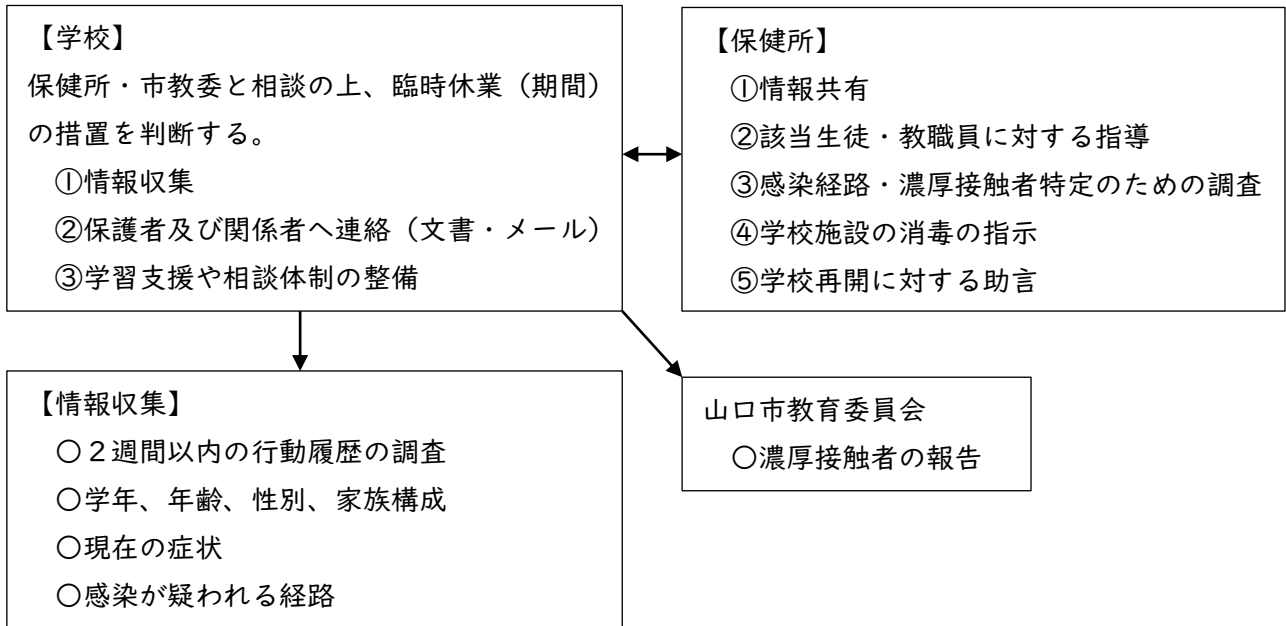 【学校】
保健所・市教委と相談の上、臨時休業（期間）
の措置を判断する。
①情報収集
②保護者及び関係者へ連絡（文書・メール）
③学習支援や相談体制の整備
【保健所】
①情報共有
②該当生徒・教職員に対する指導
③感染経路・濃厚接触者特定のための調査
④学校施設の消毒の指示
⑤学校再開に対する助言
【情報収集】
○２週間以内の行動履歴の調査
○学年、年齢、性別、家族構成
○現在の症状
○感染が疑われる経路
山口市教育委員会
○濃厚接触者の報告